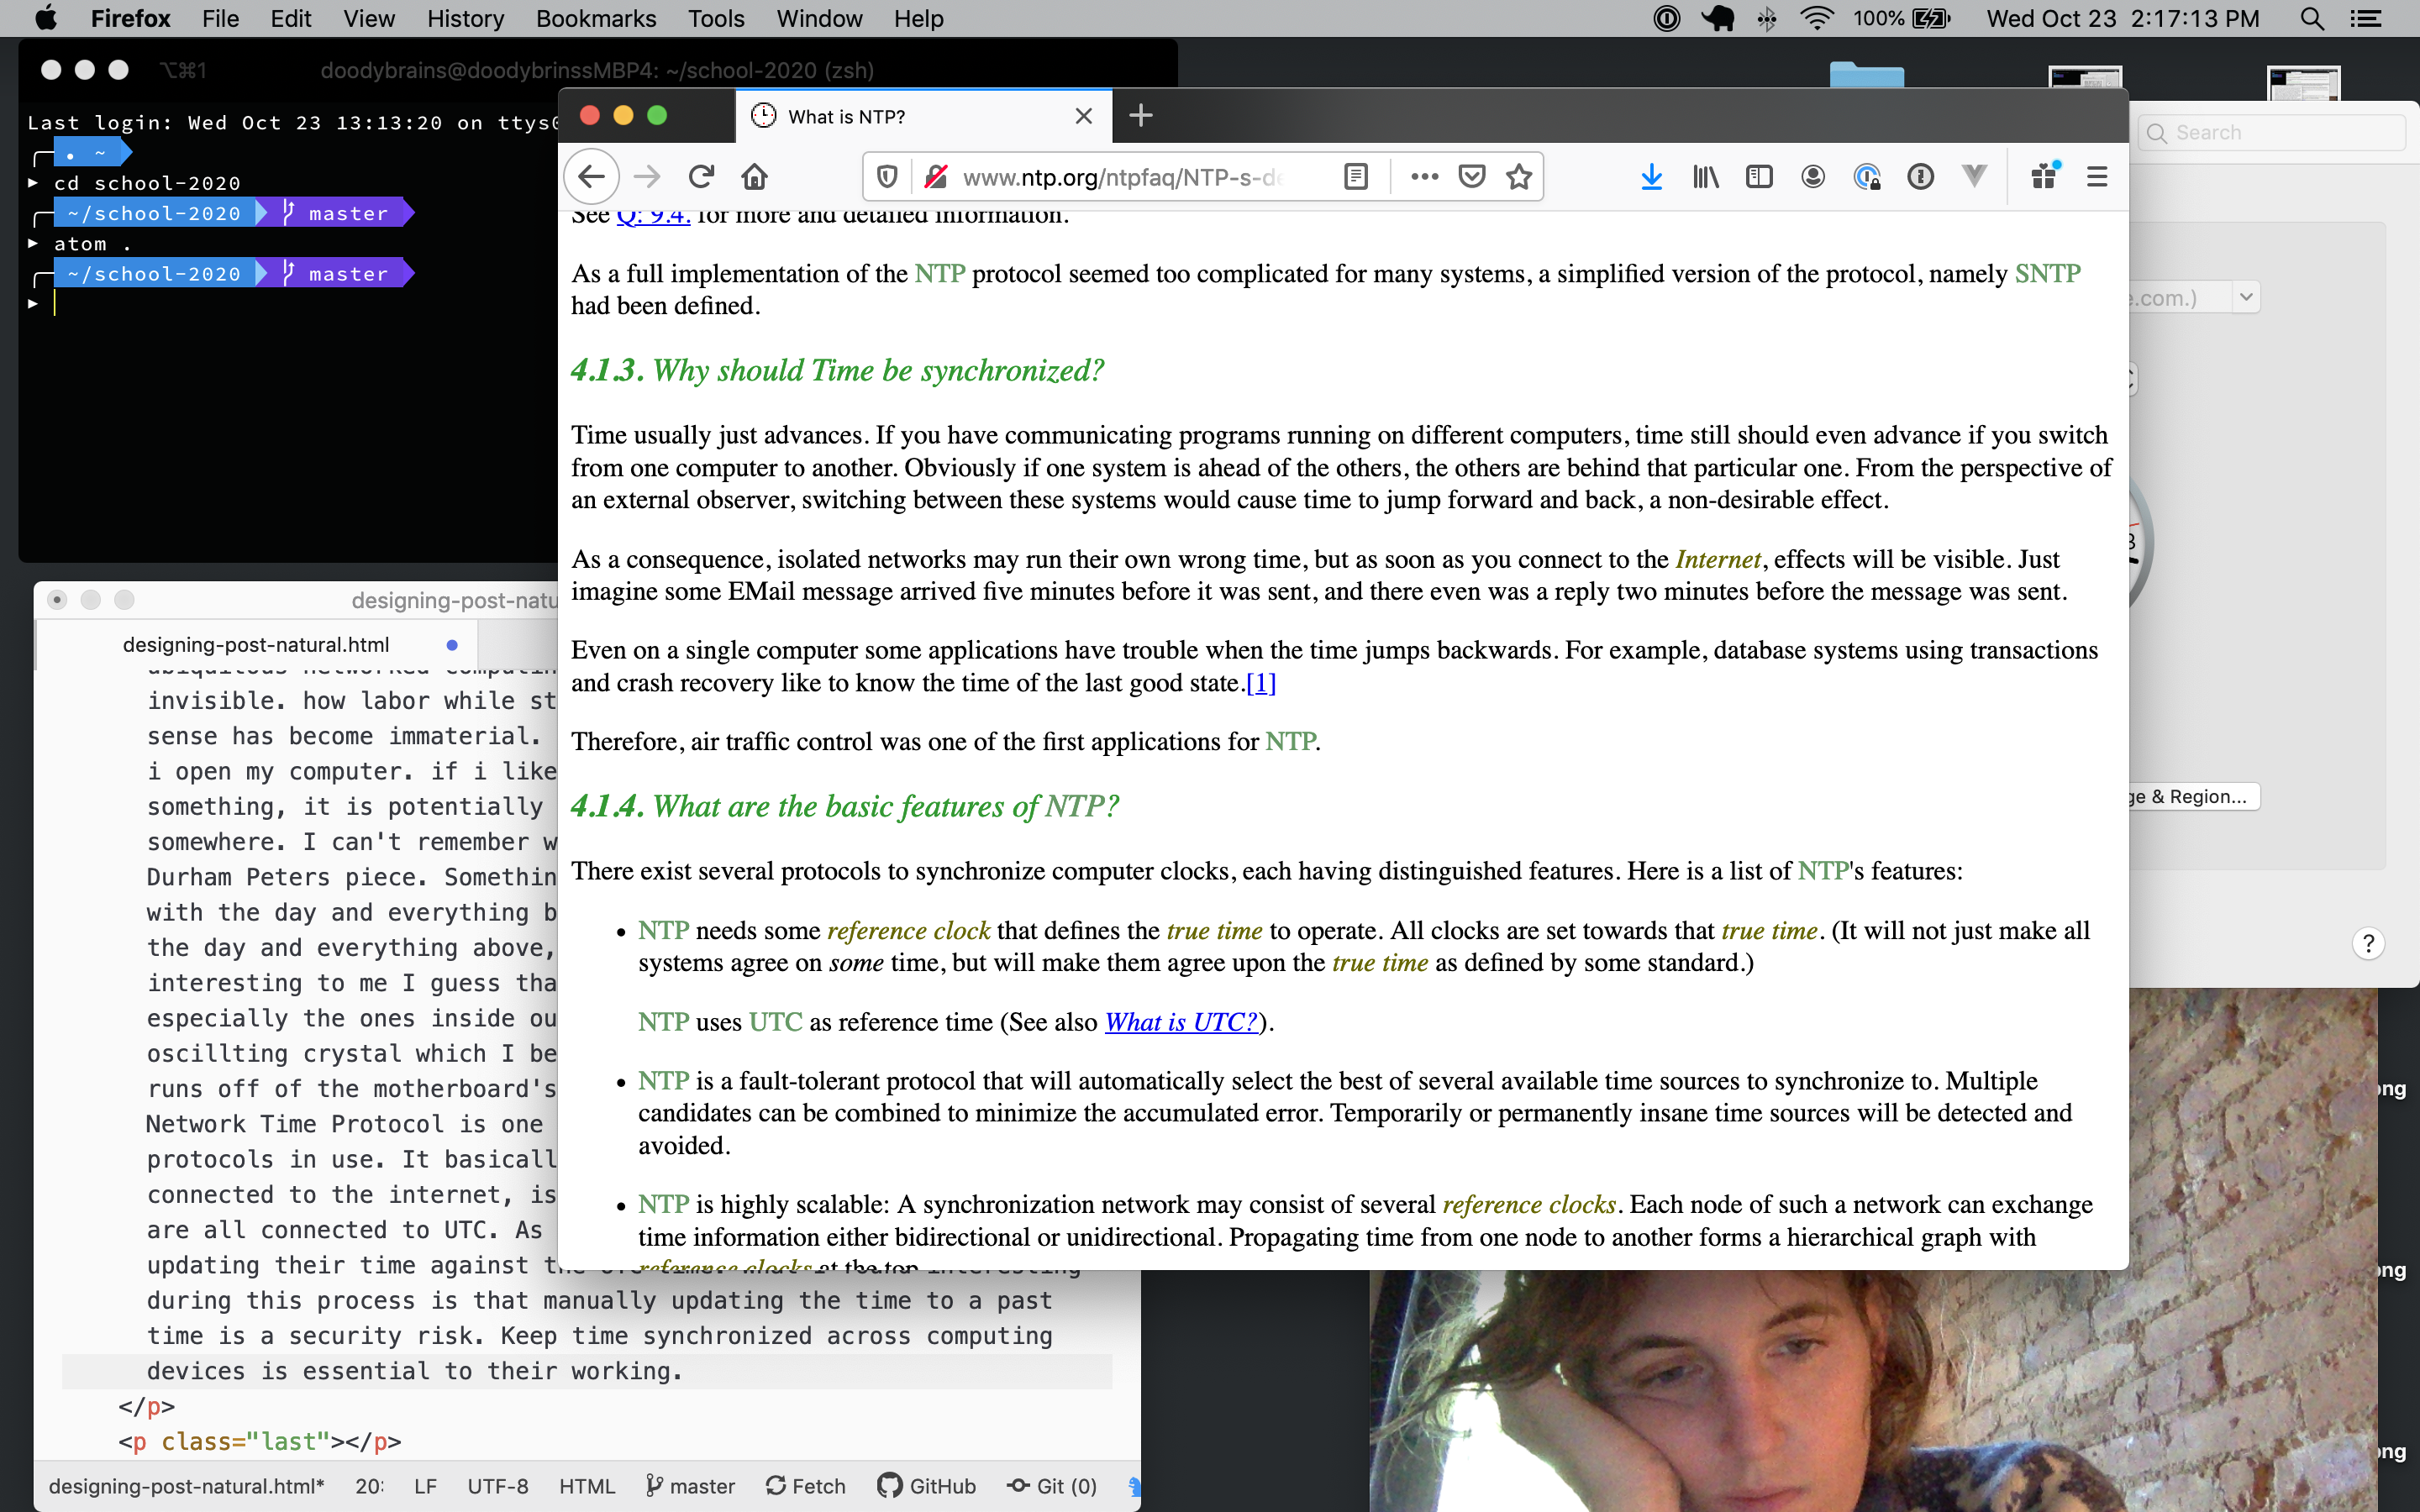 Firefox File Edit View History Bookmarks Tools Window Help 100% Wed Oct 23 2:17:13 PM
⌥⌘1 doodybrains@doodybrinssMBP4: ~/school-2020 (zsh)
Last login: Wed Oct 23 13:13:20 on
~
cd school-2020
~/school-2020 master
atom .
~/school-2020 master
What is NTP?
www.ntp.org/ntpfaq/NTP-s-de
See Q: 9.4. for more and detailed information.
As a full implementation of the NTP protocol seemed too complicated for many systems, a simplified version of the protocol, namely SNTP
had been defined.
4.1.3. Why should Time be synchronized?
Time usually just advances. If you have communicating programs running on different computers, time still should even advance if you switch
from one computer to another. Obviously if one system is ahead of the others, the others are behind that particular one. From the perspective of
an external observer, switching between these systems would cause time to jump forward and back, a non-desirable effect.
As a consequence, isolated networks may run their own wrong time, but as soon as you connect to the Internet, effects will be visible. Just
imagine some EMail message arrived five minutes before it was sent, and there even was a reply two minutes before the message was sent.
Even on a single computer some applications have trouble when the time jumps backwards. For example, database systems using transactions
and crash recovery like to know the time of the last good state.[1]
Therefore, air traffic control was one of the first applications for NTP.
4.1.4. What are the basic features of NTP?
There exist several protocols to synchronize computer clocks, each having distinguished features. Here is a list of NTP's features:
• NTP needs some reference clock that defines the true time to operate. All clocks are set towards that true time. (It will not just make all
systems agree on some time, but will make them agree upon the true time as defined by some standard.)
NTP uses UTC as reference time (See also What is UTC?).
• NTP is a fault-tolerant protocol that will automatically select the best of several available time sources to synchronize to. Multiple
candidates can be combined to minimize the accumulated error. Temporarily or permanently insane time sources will be detected and
avoided.
• NTP is highly scalable: A synchronization network may consist of several reference clocks. Each node of such a network can exchange
time information either bidirectional or unidirectional. Propagating time from one node to another forms a hierarchical graph with
reference clocks at the top.
Search
e.com.)
3
ge & Region...
?
ong
ong
ong
designing-post-natu
designing-post-natural.html
ubiquitous networked computin
invisible. how labor while st
sense has become immaterial.
i open my computer. if i like
something, it is potentially
somewhere. I can't remember w
Durham Peters piece. Somethin
with the day and everything b
the day and everything above,
interesting to me I guess tha
especially the ones inside ou
oscillting crystal which I be
runs off of the motherboard's
Network Time Protocol is one
protocols in use. It basicall
connected to the internet, is
are all connected to UTC. As
updating their time against the UTC time. What i interesting
during this process is that manually updating the time to a past
time is a security risk. Keep time synchronized across computing
devices is essential to their working.
</p>
<p class="last"></p>
designing-post-natural.html* 20: LF UTF-8 HTML master Fetch GitHub Git (0)